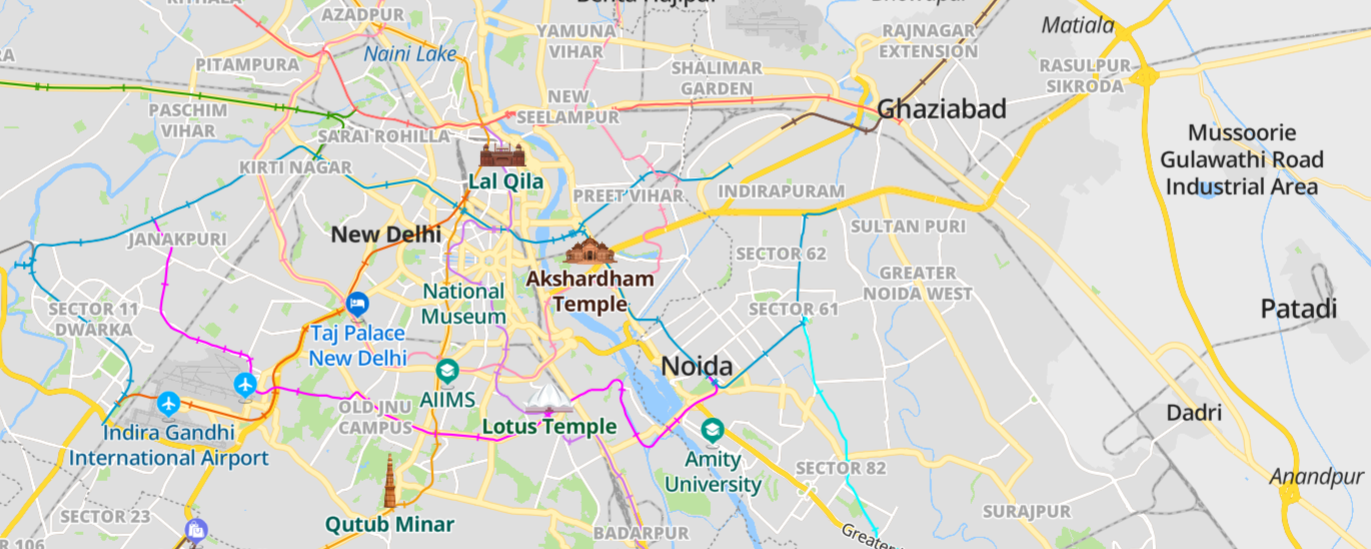 AZADPUR
YAMUNA
VIHAR
RAJNAGAR
EXTENSION
Matiala
Naini Lake
PITAMPURA
SHALIMAR
GARDEN
RASULPUR
SIKRODA
PASCHIM
VIHAR
NEW
SEELAMPUR
Ghaziabad
SARAI ROHILLA
Mussoorie
Gulawathi Road
Industrial Area
KIRTI NAGAR
Lal Qila
PREET VIHAR
INDIRAPURAM
New Delhi
JANAKPURI
SULTAN PURI
SECTOR 62
Akshardham
Temple
GREATER
NOIDA WEST
National
Museum
SECTOR 11
DWARKA
SECTOR 61
Patadi
Taj Palace
New Delhi
Noida
AIIMS
OLD JNU
CAMPUS
Lotus Temple
Dadri
Indira Gandhi
International Airport
Amity
University
SECTOR 82
Anandpur
SECTOR 23
Qutub Minar
SURAJPUR
BADARPUR
Greater
R 106